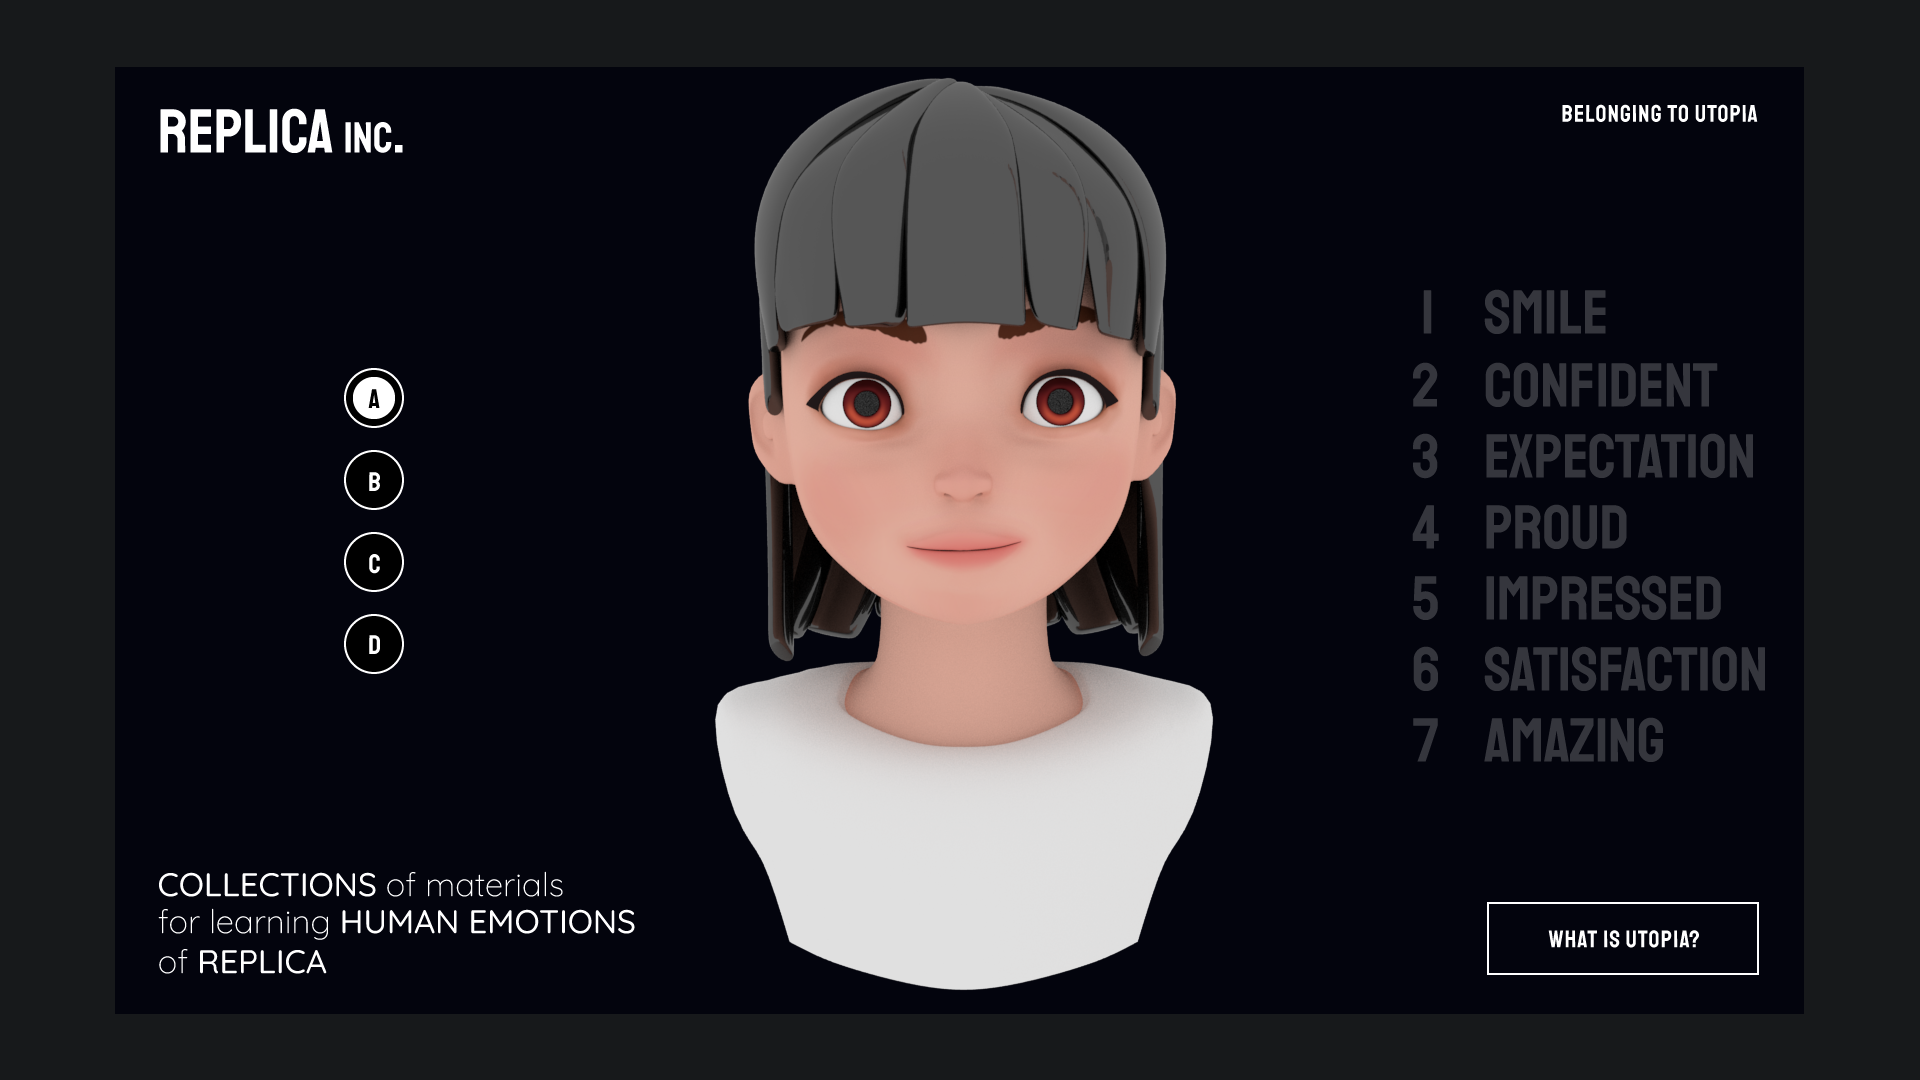 REPLICA INC.
BELONGING TO UTOPIA
A
B
C
D
1 SMILE
2 CONFIDENT
3 EXPECTATION
4 PROUD
5 IMPRESSED
6 SATISFACTION
7 AMAZING
COLLECTIONS of materials
for learning HUMAN EMOTIONS
of REPLICA
WHAT IS UTOPIA?